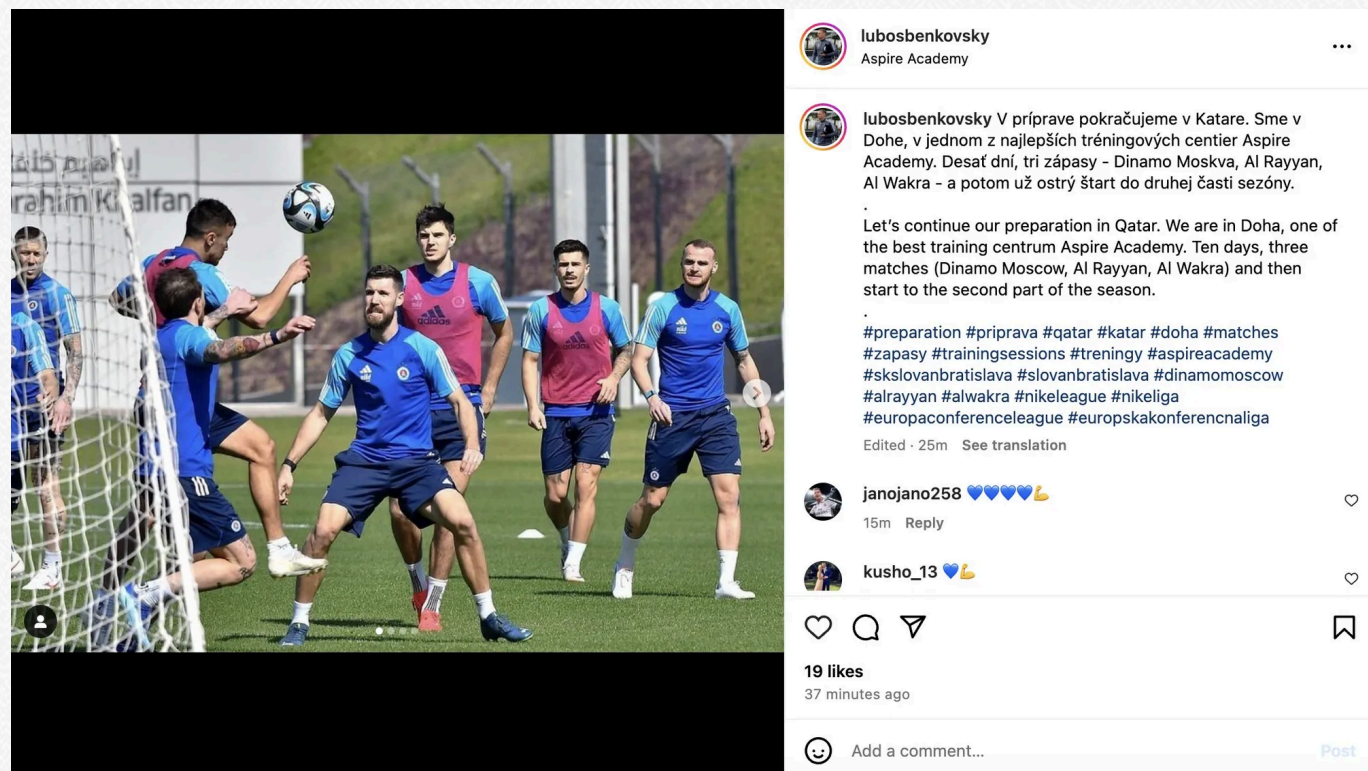 Khalfan
adidas
adidas
lubosbenkovsky
Aspire Academy
lubosbenkovsky V príprave pokračujeme v Katare. Sme v
Dohe, v jednom z najlepších tréningových centier Aspire
Academy. Desať dní, tri zápasy - Dinamo Moskva, Al Rayyan,
Al Wakra - a potom už ostrý štart do druhej časti sezóny.
.
Let’s continue our preparation in Qatar. We are in Doha, one of
the best training centrum Aspire Academy. Ten days, three
matches (Dinamo Moscow, Al Rayyan, Al Wakra) and then
start to the second part of the season.
.
#preparation #priprava #qatar #katar #doha #matches
#zapasy #trainingsessions #treningy #aspireacademy
#skslovanbratislava #slovanbratislava #dinamomoscow
#alrayyan #alwakra #nikeleague #nikeliga
#europaconferenceleague #europskakonferencnaliga
Edited · 25m See translation
janojano258 💙💙💙💙💪
15m Reply
kusho_13 💙💪
19 likes
37 minutes ago
Add a comment...
Post